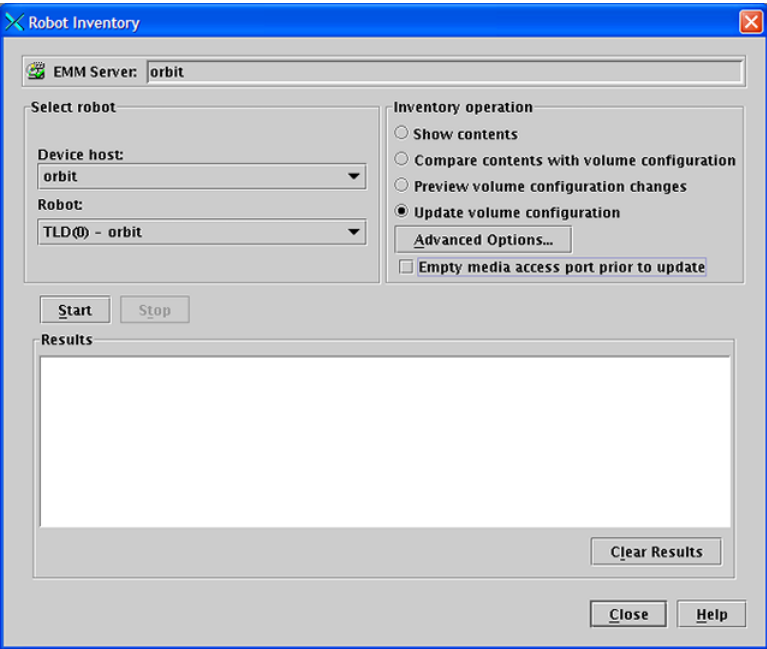 Robot Inventory
EMM Server: orbit
Select robot
Device host:
orbit
Robot:
TLD(0) - orbit
Inventory operation
Show contents
Compare contents with volume configuration
Preview volume configuration changes
Update volume configuration
Advanced Options...
Empty media access port prior to update
Start Stop
Results
Clear Results
Close Help